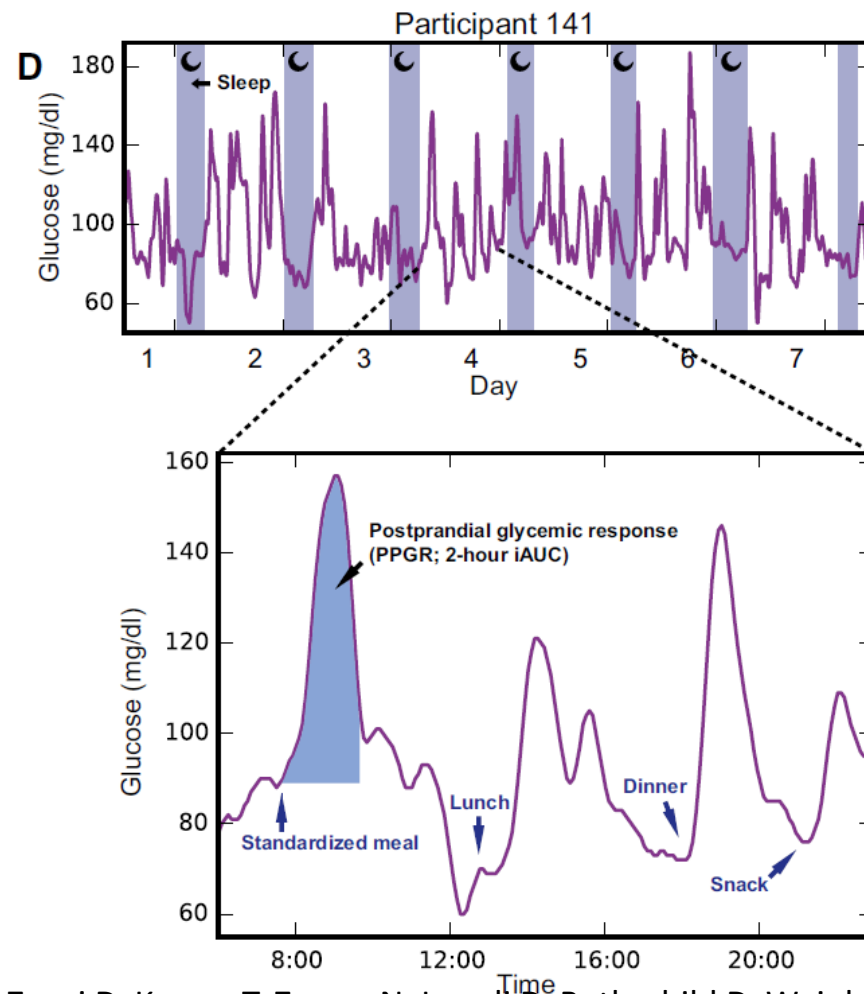 Participant 141
D
Sleep
Glucose (mg/dl)
180
140
100
60
1 2 3 4 5 6 7
Day
160
140
120
100
80
60
Glucose (mg/dl)
Postprandial glycemic response
(PPGR; 2-hour iAUC)
Standardized meal
Lunch
Dinner
Snack
8:00 12:00 16:00 20:00
Time